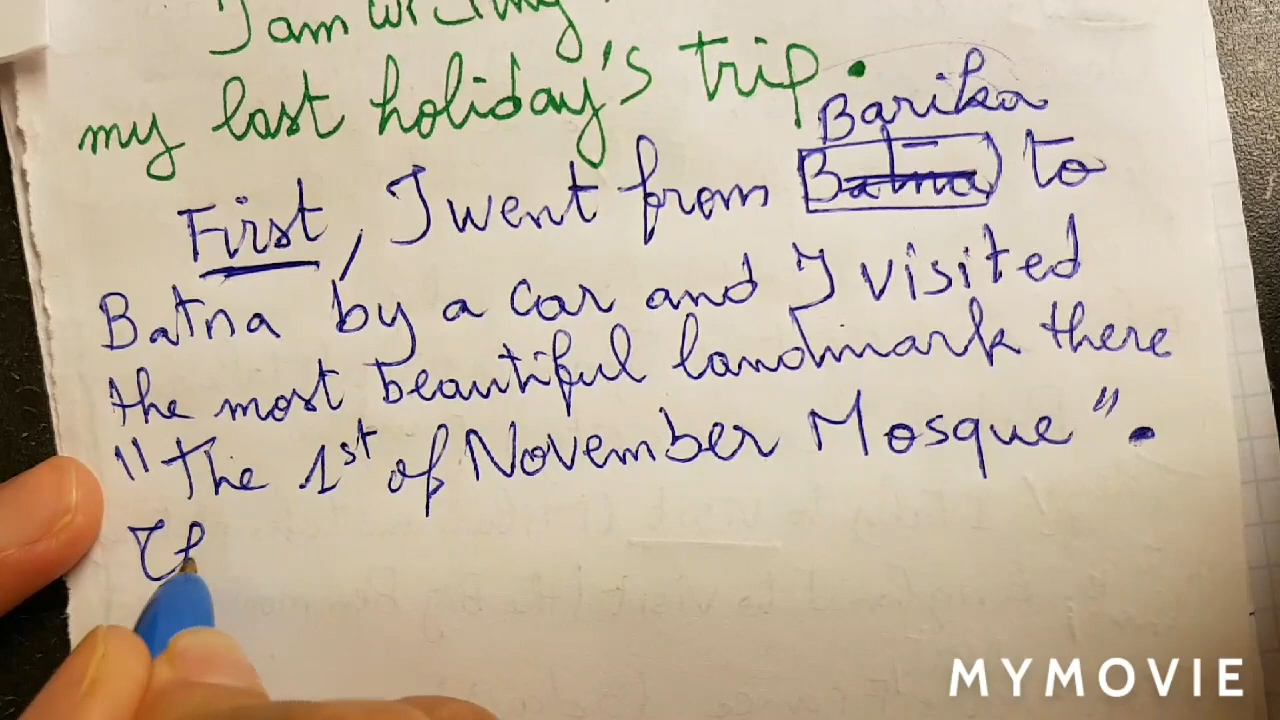 I am writing
my last holiday's trip.
Barika
First, I went from Batna to
Batna by a car and I visited
the most beautiful landmark there
"The 1st of November Mosque".
MYMOVIE